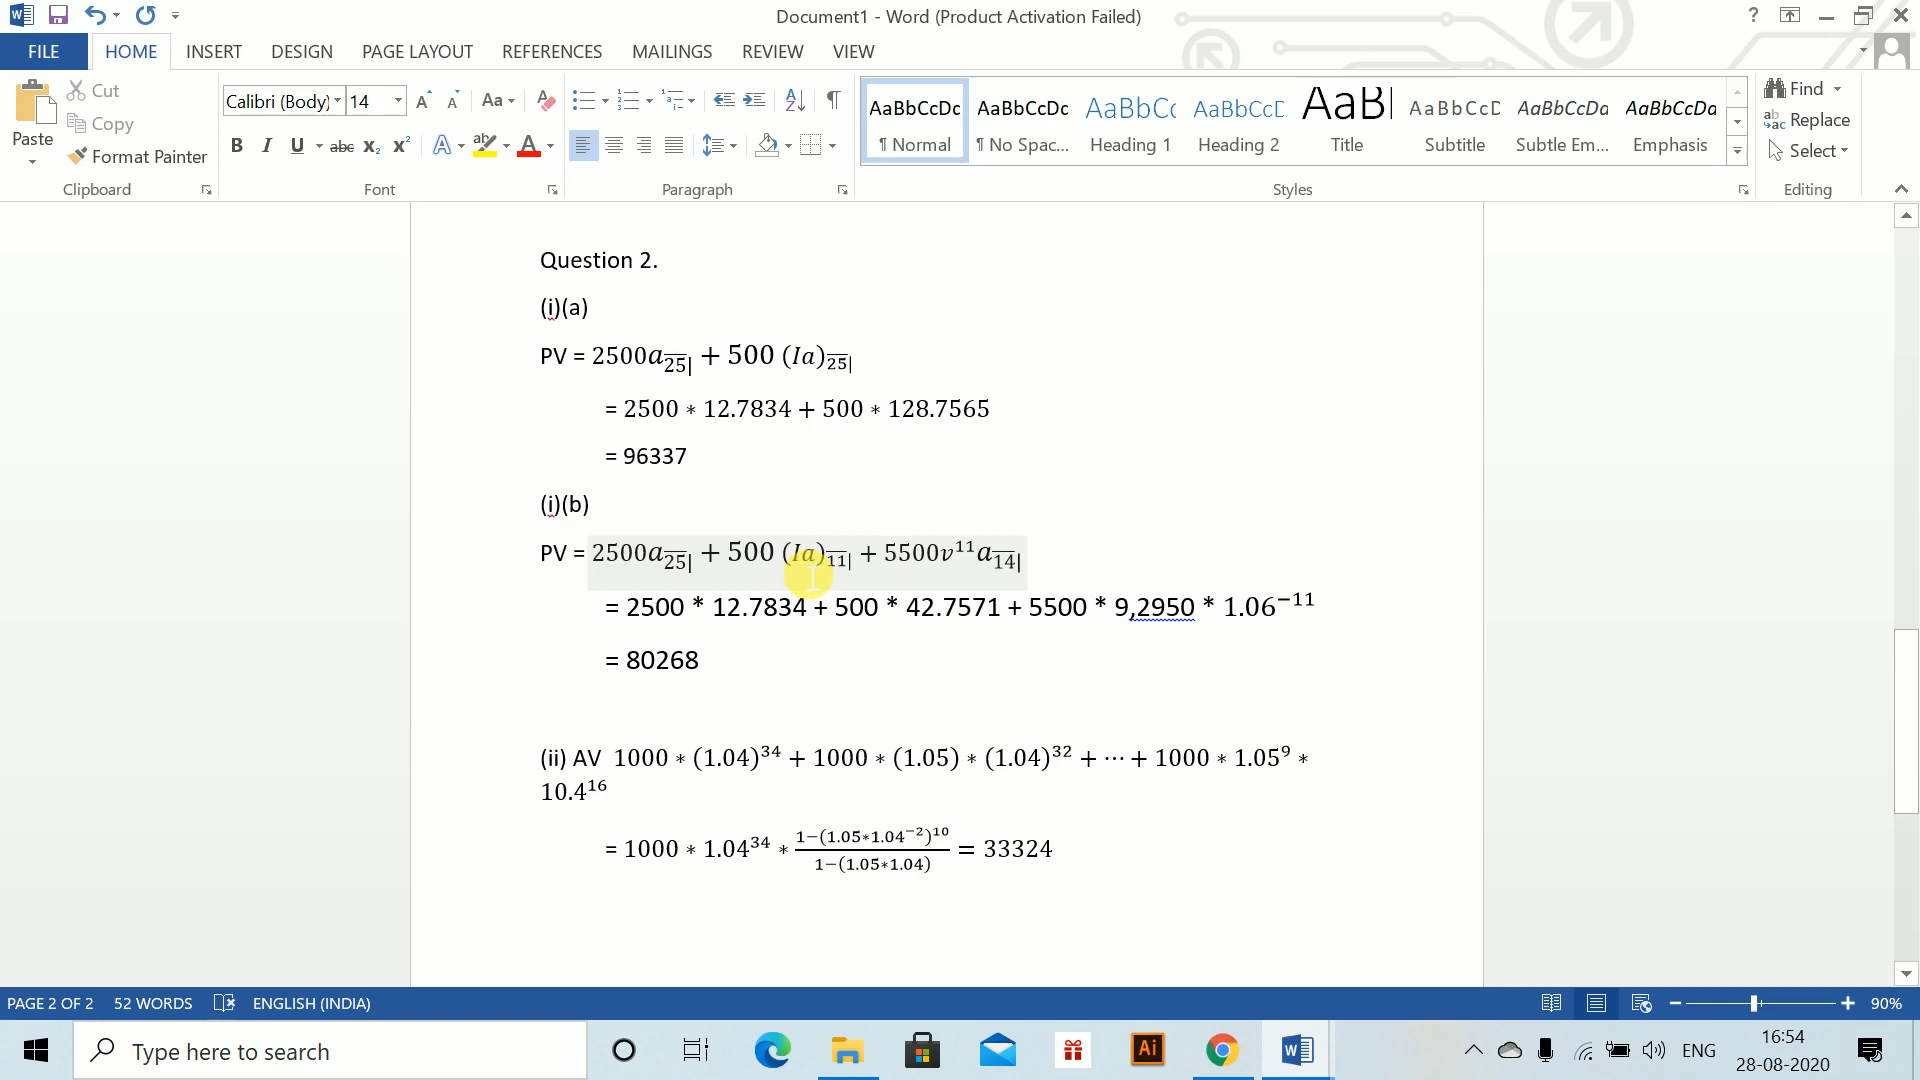 Document1 - Word (Product Activation Failed)
?
FILE HOME INSERT DESIGN PAGE LAYOUT REFERENCES MAILINGS REVIEW VIEW
Paste
Cut
Copy
Format Painter
Clipboard
Calibri (Body) 14
Aa
B I U abc X₂ X² A A
Font
Paragraph
AaBbCcDc AaBbCcDc AaBbC( AaBbCcD AaB AaBbCcD AaBbCcDa AaBbCcDa
¶ Normal ¶ No Spac... Heading 1 Heading 2 Title Subtitle Subtle Em... Emphasis
Styles
Find
Replace
Select
Editing
Question 2.
(i)(a)
PV = 2500a25| + 500 (Ia)25|
= 2500 * 12.7834 + 500 * 128.7565
= 96337
(i)(b)
PV = 2500a25| + 500 (Ia)11| + 5500v¹¹a14|
= 2500 * 12.7834 + 500 * 42.7571 + 5500 * 9,2950 * 1.06⁻¹¹
= 80268
(ii) AV 1000 * (1.04)³⁴ + 1000 * (1.05) * (1.04)³² + ⋯ + 1000 * 1.05⁹ *
10.4¹⁶
= 1000 * 1.04³⁴ * 1−(1.05*1.04⁻²)¹⁰ / 1−(1.05*1.04) = 33324
PAGE 2 OF 2 52 WORDS ENGLISH (INDIA) 90%
Type here to search
Ai
ENG
16:54
28-08-2020